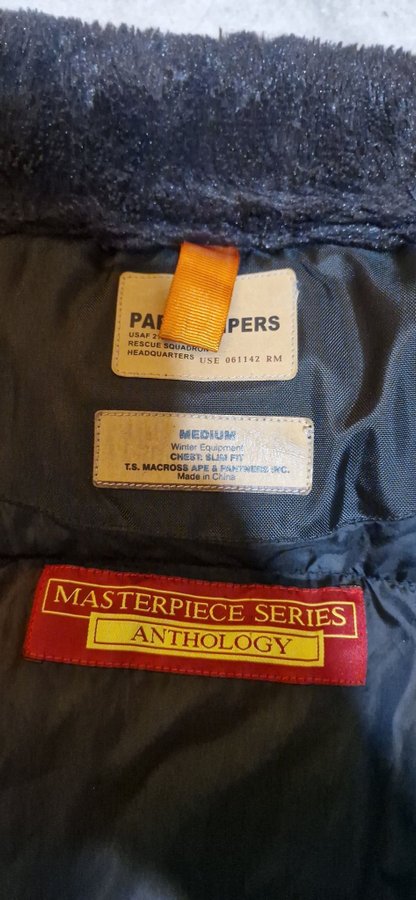 PA PERS
USAF 2
RESCUE SQUADRON
HEADQUARTERS USE 061142 RM
MEDIUM
Winter Equipment
CHEST: SLIM FIT
T.S. MACROSS APE & PARTNERS INC.
Made in China
MASTERPIECE SERIES
ANTHOLOGY